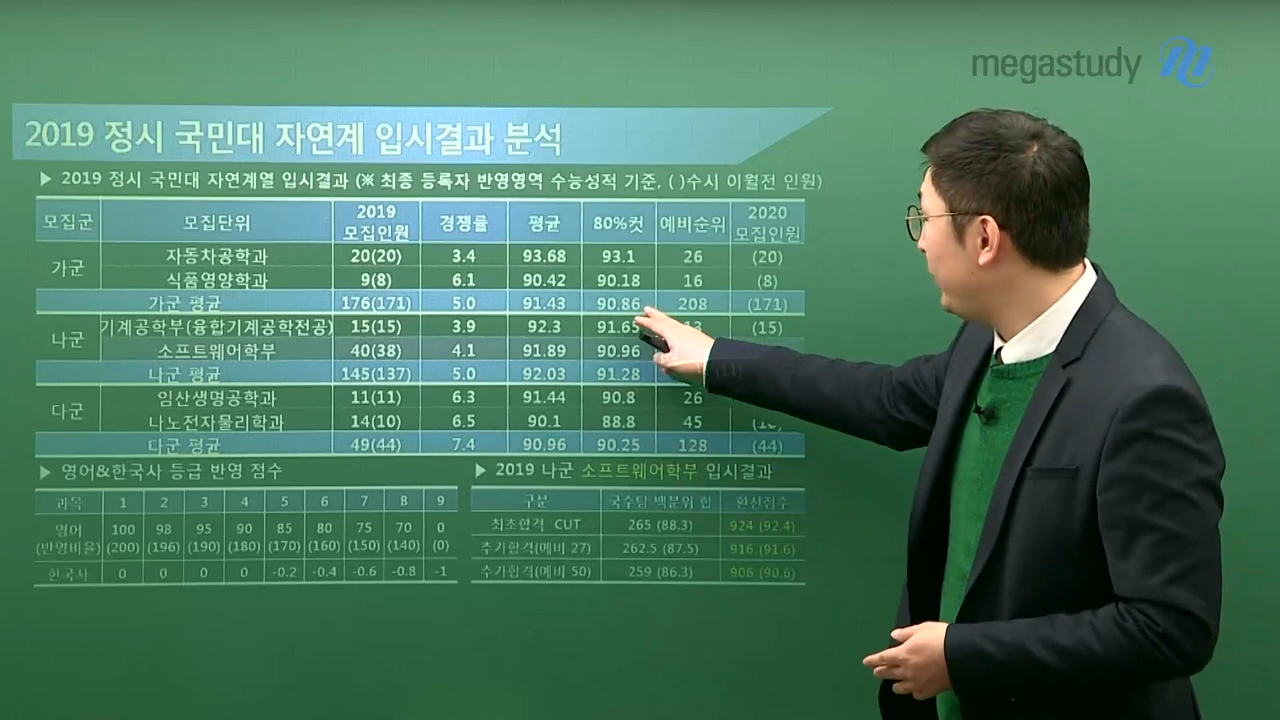 megastudy
2019 정시 국민대 자연계 입시결과 분석
▶ 2019 정시 국민대 자연계열 입시결과 (※ 최종 등록자 반영영역 수능성적 기준, ( )수시 이월전 인원)
모집군 모집단위 2019 모집인원 경쟁률 평균 80%컷 예비순위 2020 모집인원
가군 자동차공학과 20(20) 3.4 93.68 93.1 26 (20)
식품영양학과 9(8) 6.1 90.42 90.18 16 (8)
가군 평균 176(171) 5.0 91.43 90.86 208 (171)
나군 기계공학부(융합기계공학전공) 15(15) 3.9 92.3 91.65 (15)
소프트웨어학부 40(38) 4.1 91.89 90.96
나군 평균 145(137) 5.0 92.03 91.28
다군 임산생명공학과 11(11) 6.3 91.44 90.8 26
나노전자물리학과 14(10) 6.5 90.1 88.8 45
다군 평균 49(44) 7.4 90.96 90.25 128 (44)
▶ 영어&한국사 등급 반영 점수
과목 1 2 3 4 5 6 7 8 9
영어 100 98 95 90 85 80 75 70 0
(반영비율) (200) (196) (190) (180) (170) (160) (150) (140) (0)
한국사 0 0 0 0 -0.2 -0.4 -0.6 -0.8 -1
▶ 2019 나군 소프트웨어학부 입시결과
구분 국수탐 백분위 합 환산점수
최초합격 CUT 265 (88.3) 924 (92.4)
추가합격(예비 27) 262.5 (87.5) 916 (91.6)
추가합격(예비 50) 259 (86.3) 906 (90.6)